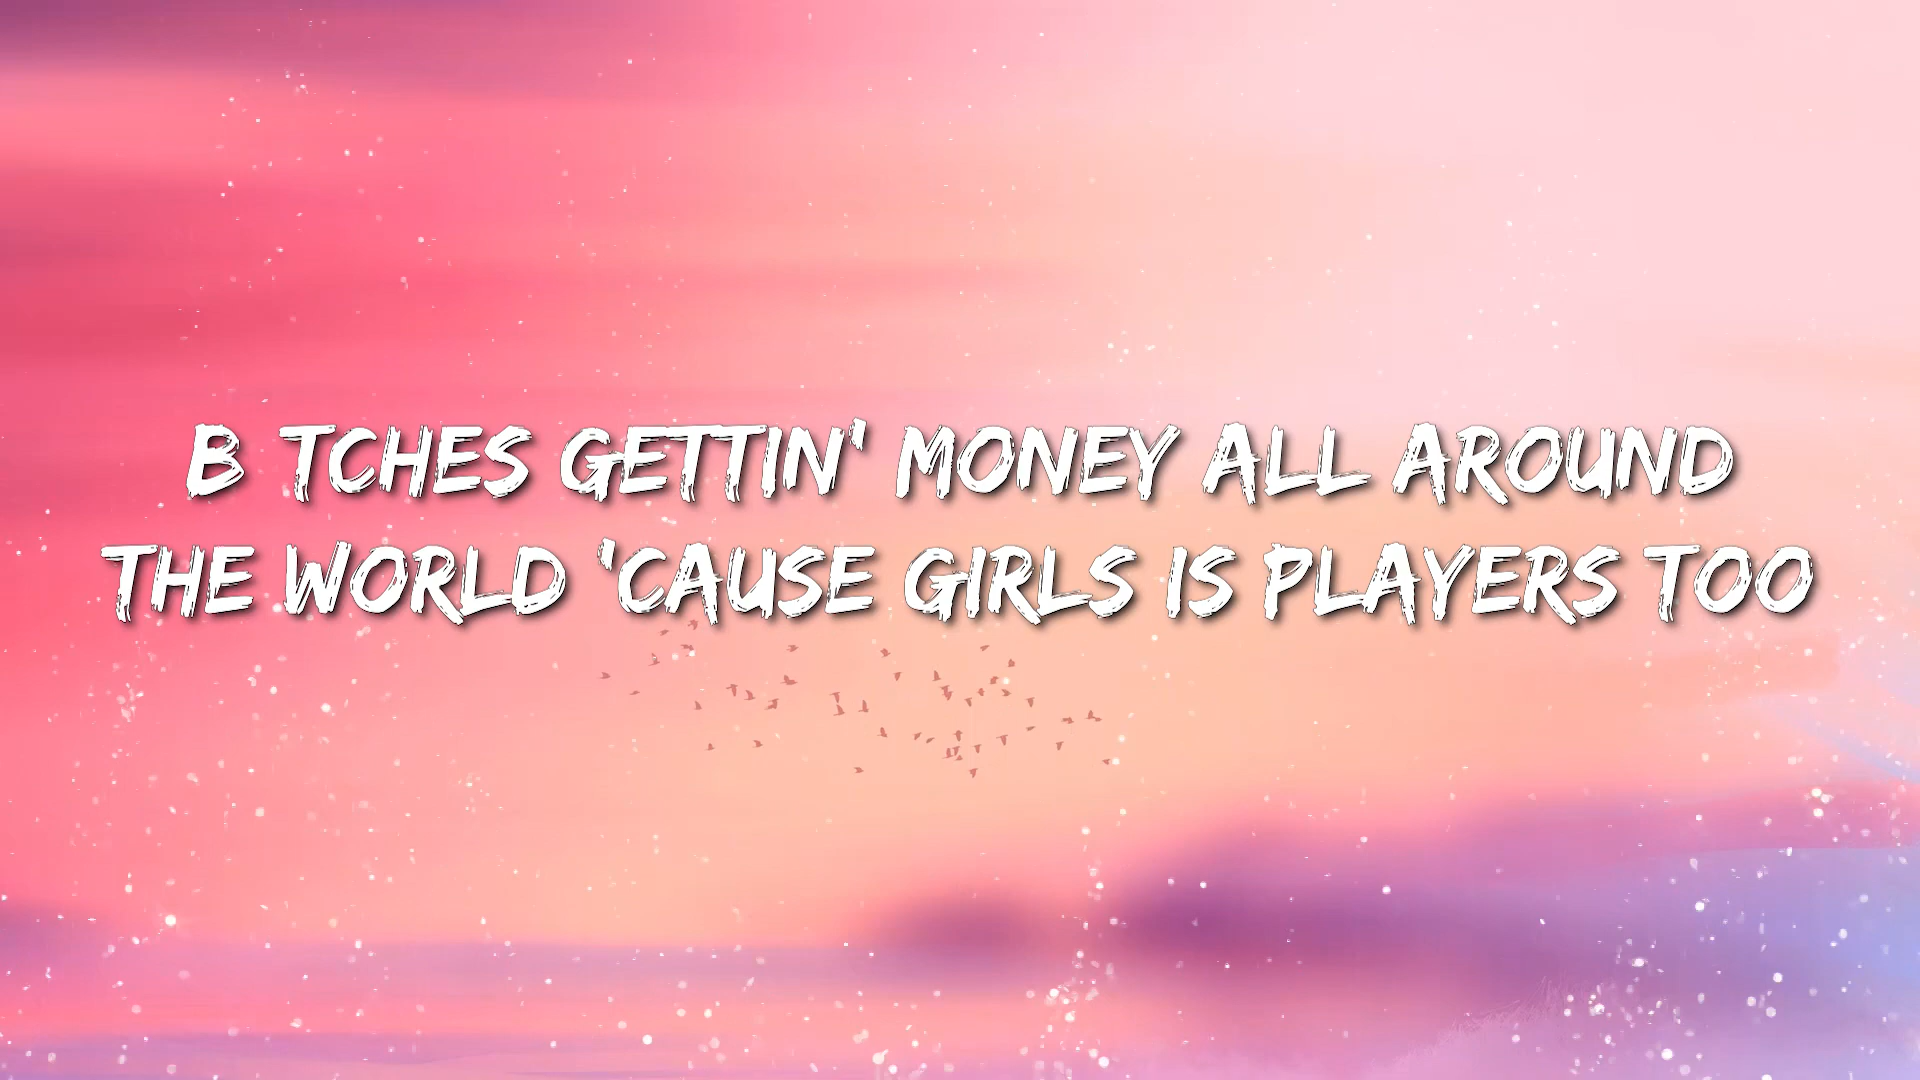 B TCHES GETTIN' MONEY ALL AROUND
THE WORLD 'CAUSE GIRLS IS PLAYERS TOO